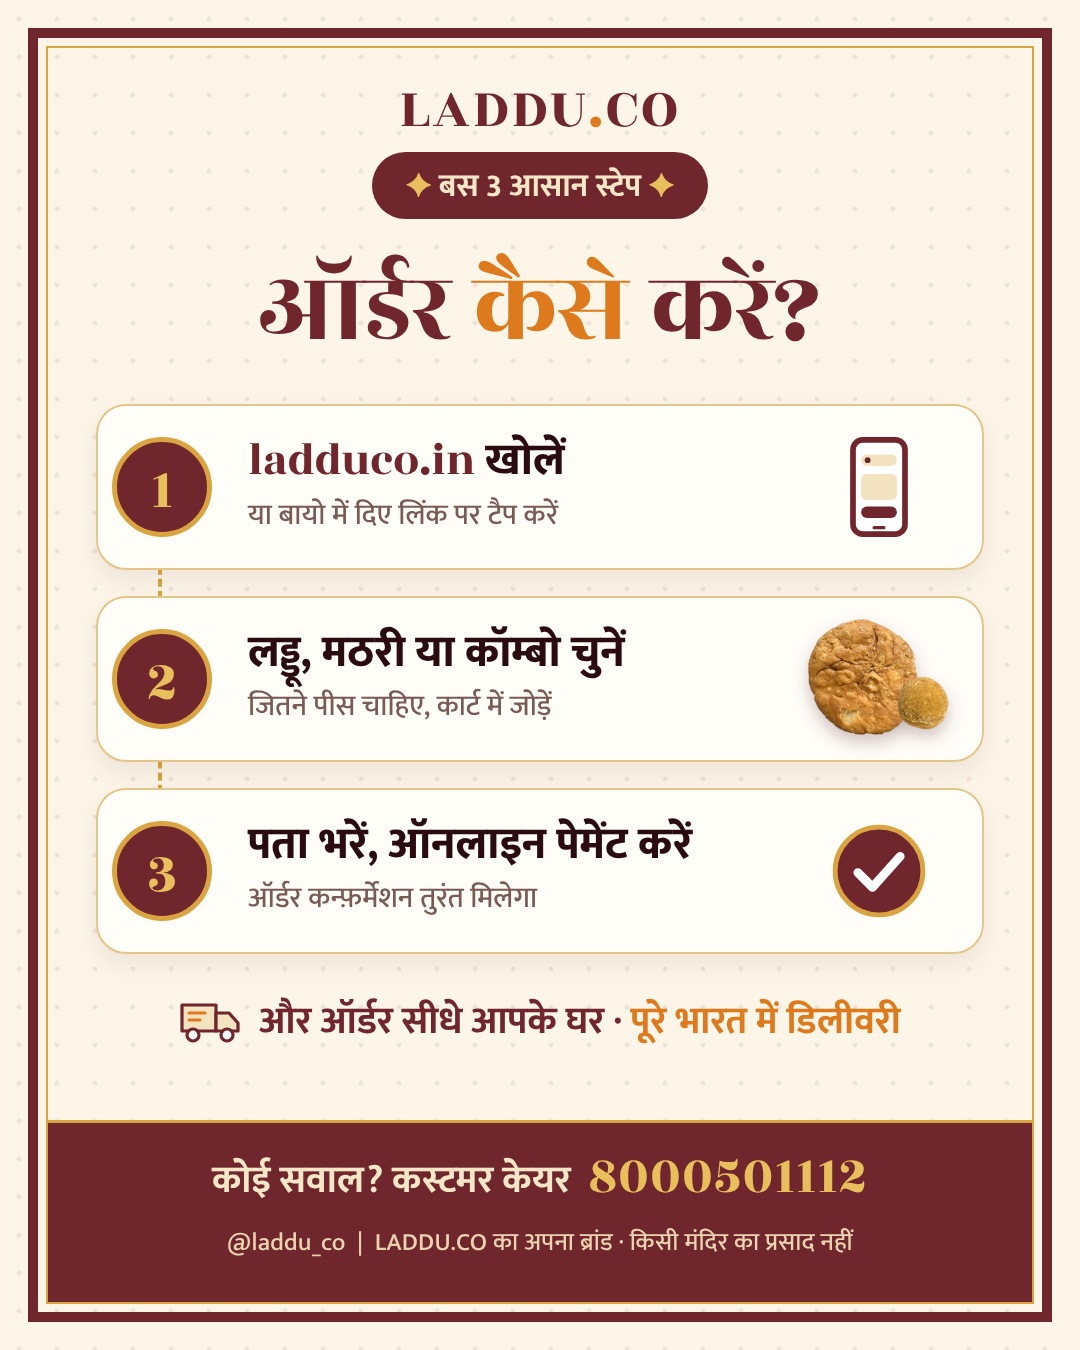 LADDU.CO
✦ बस 3 आसान स्टेप ✦
ऑर्डर कैसे करें?
1
ladduco.in खोलें
या बायो में दिए लिंक पर टैप करें
2
लड्डू, मठरी या कॉम्बो चुनें
जितने पीस चाहिए, कार्ट में जोड़ें
3
पता भरें, ऑनलाइन पेमेंट करें
ऑर्डर कन्फ़र्मेशन तुरंत मिलेगा
और ऑर्डर सीधे आपके घर · पूरे भारत में डिलीवरी
कोई सवाल? कस्टमर केयर 8000501112
@laddu_co | LADDU.CO का अपना ब्रांड · किसी मंदिर का प्रसाद नहीं